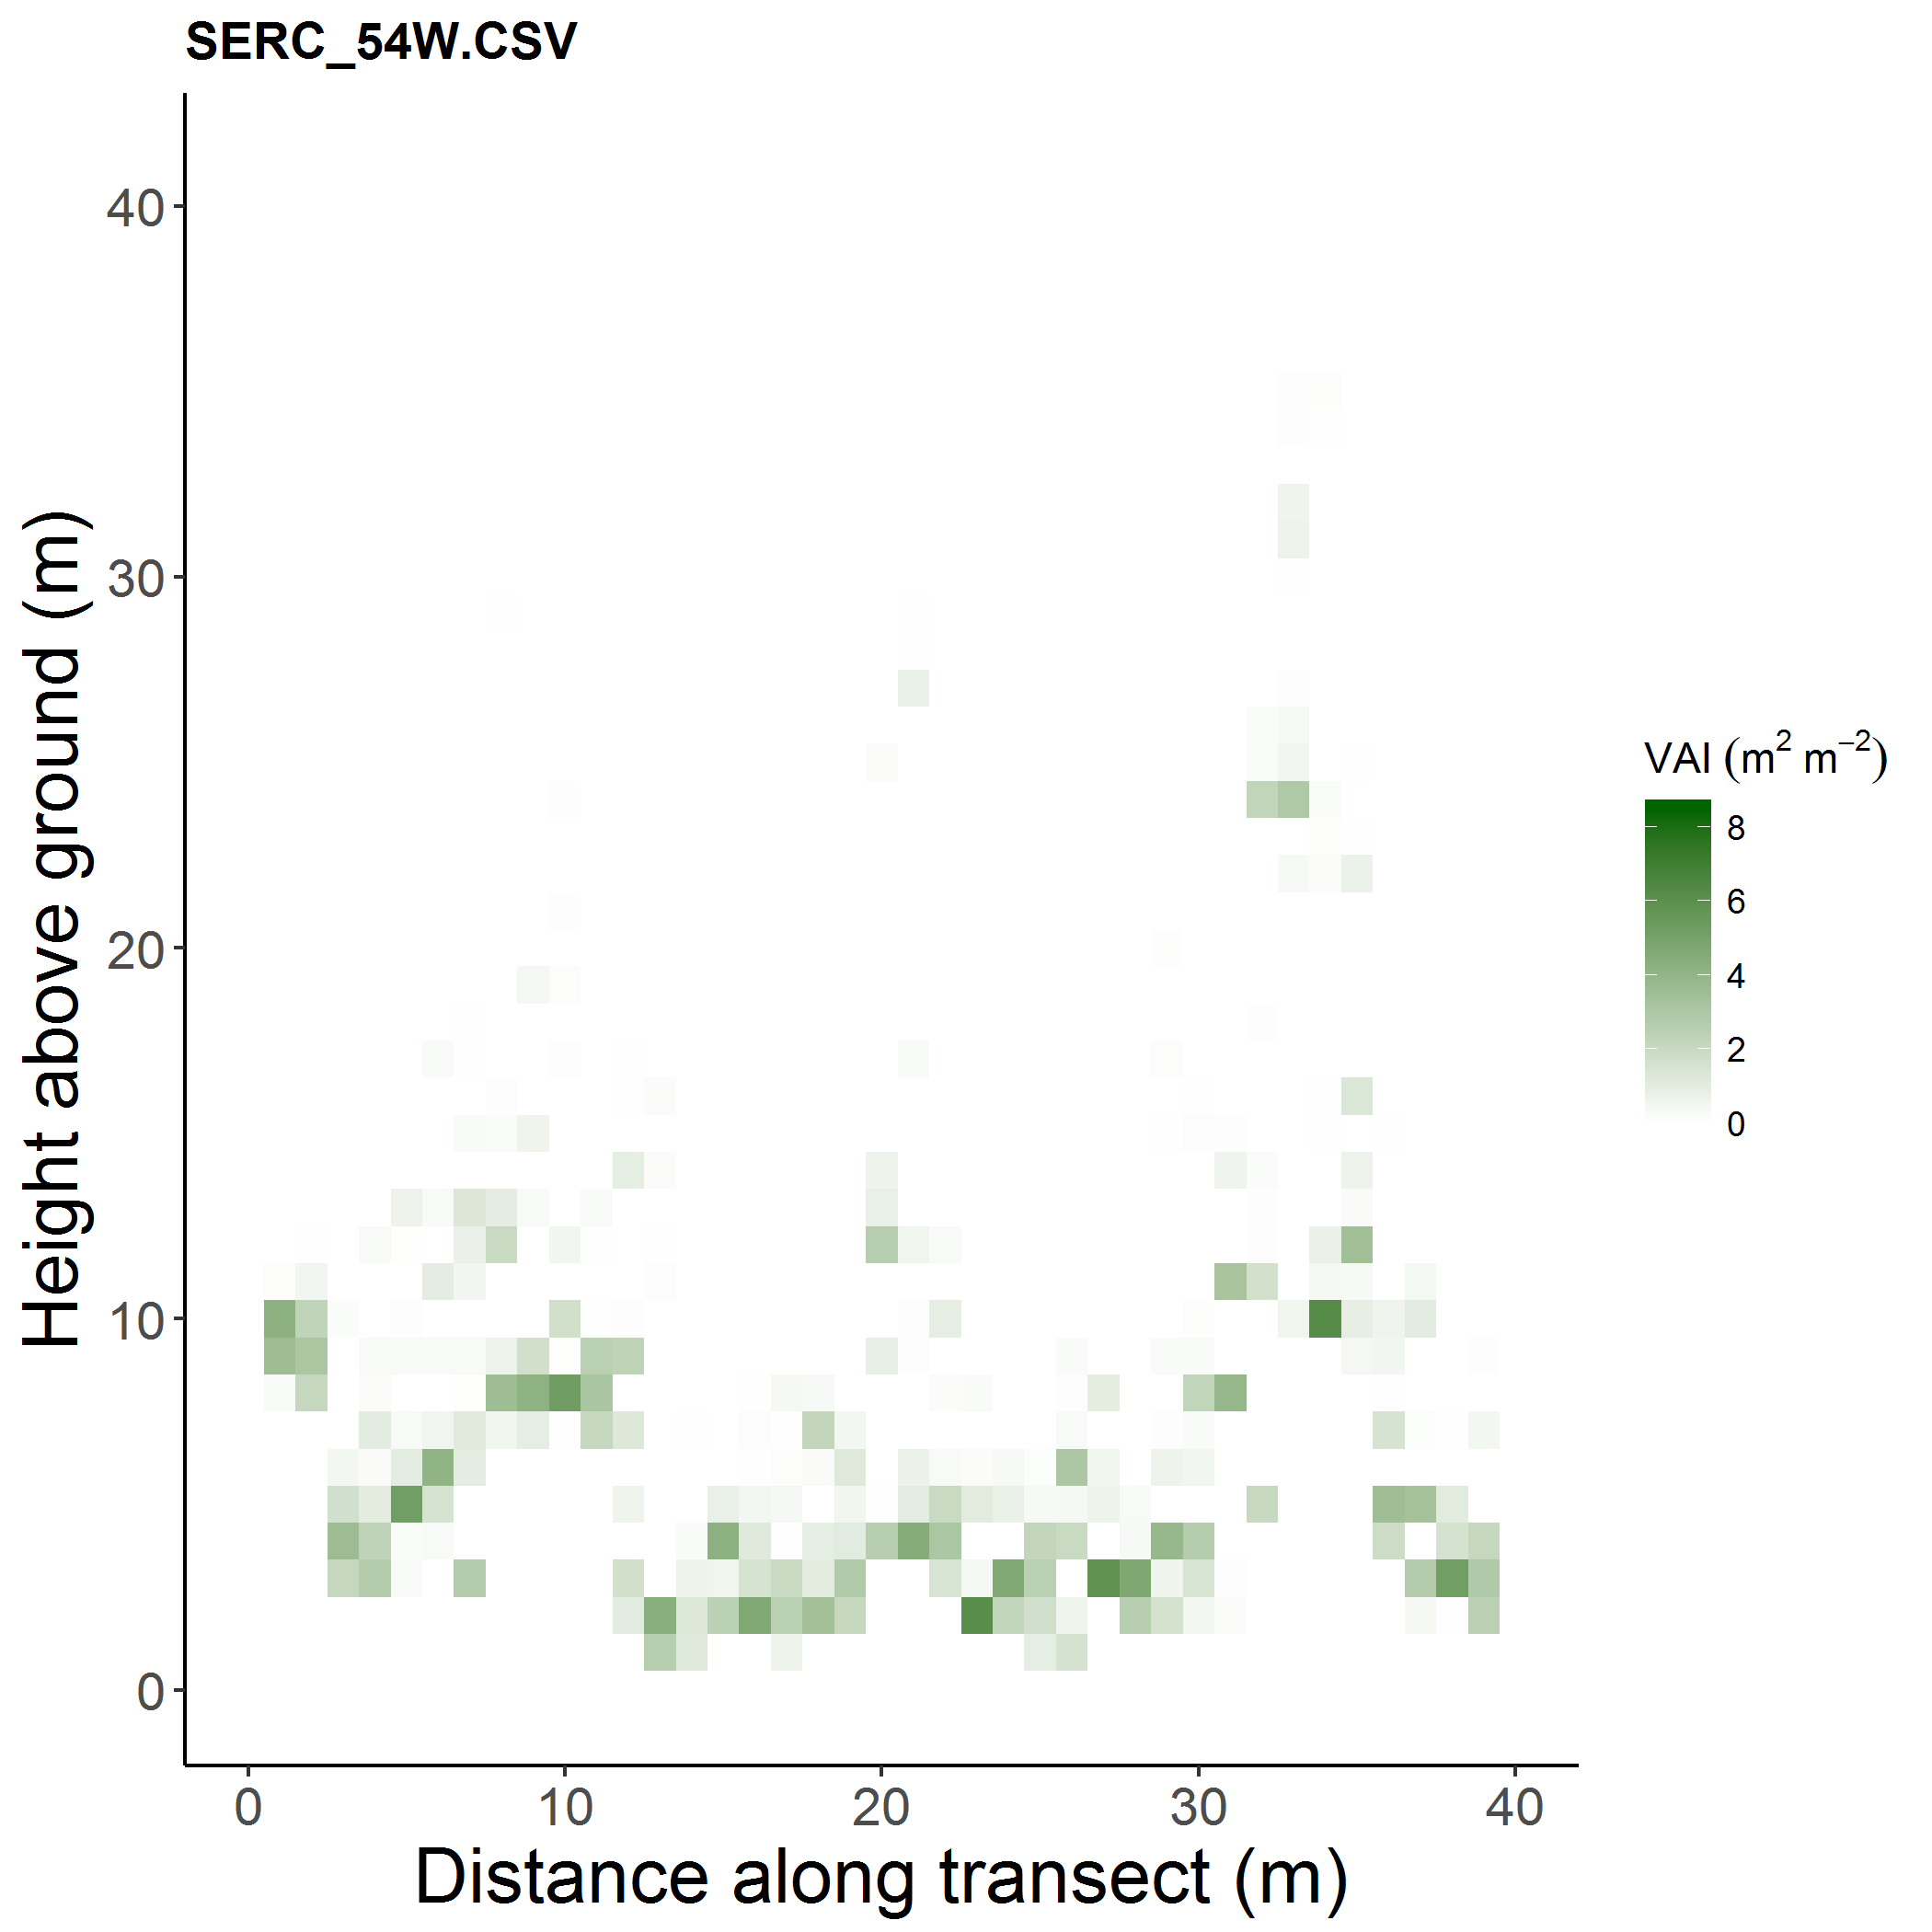 SERC_54W.CSV
Height above ground (m)
40
30
20
10
0
0 10 20 30 40
Distance along transect (m)
VAI (m² m⁻²)
8
6
4
2
0